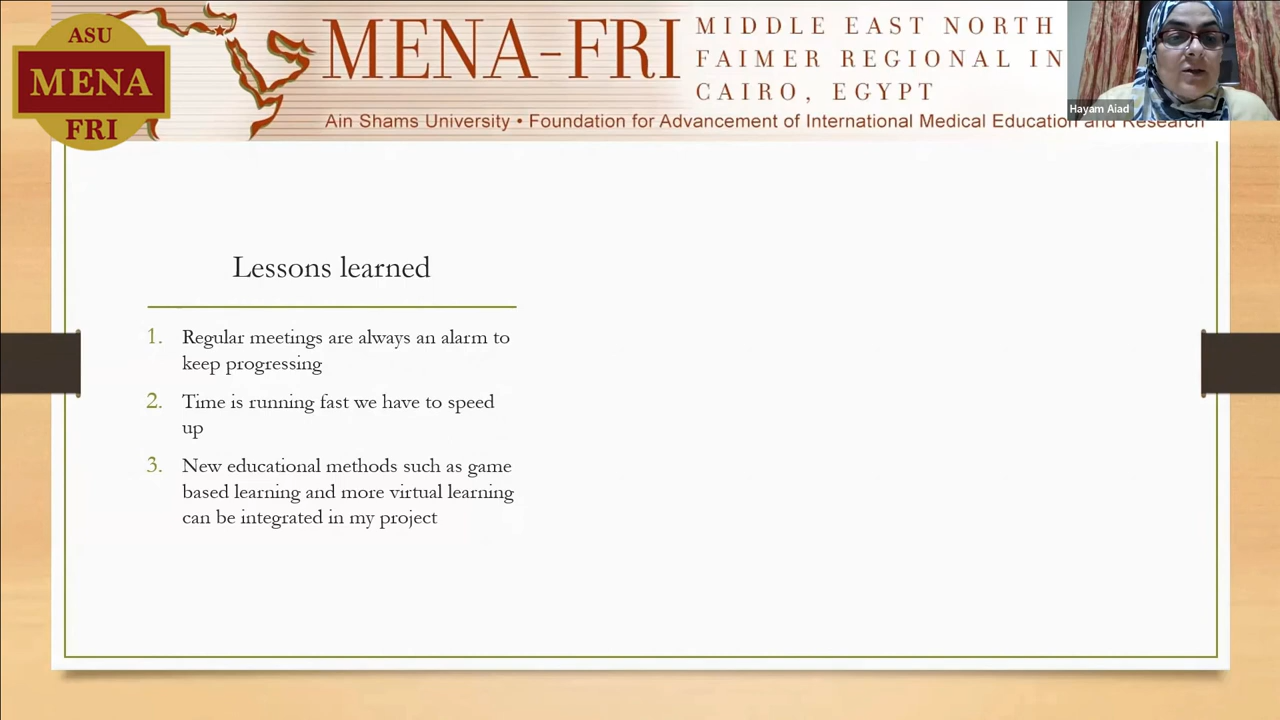 ASU
MENA
FRI
MENA-FRI
MIDDLE EAST NORTH
FAIMER REGIONAL IN
CAIRO, EGYPT
Ain Shams University • Foundation for Advancement of International Medical Education and Research
Hayam Aiad
Lessons learned
1. Regular meetings are always an alarm to
keep progressing
2. Time is running fast we have to speed
up
3. New educational methods such as game
based learning and more virtual learning
can be integrated in my project